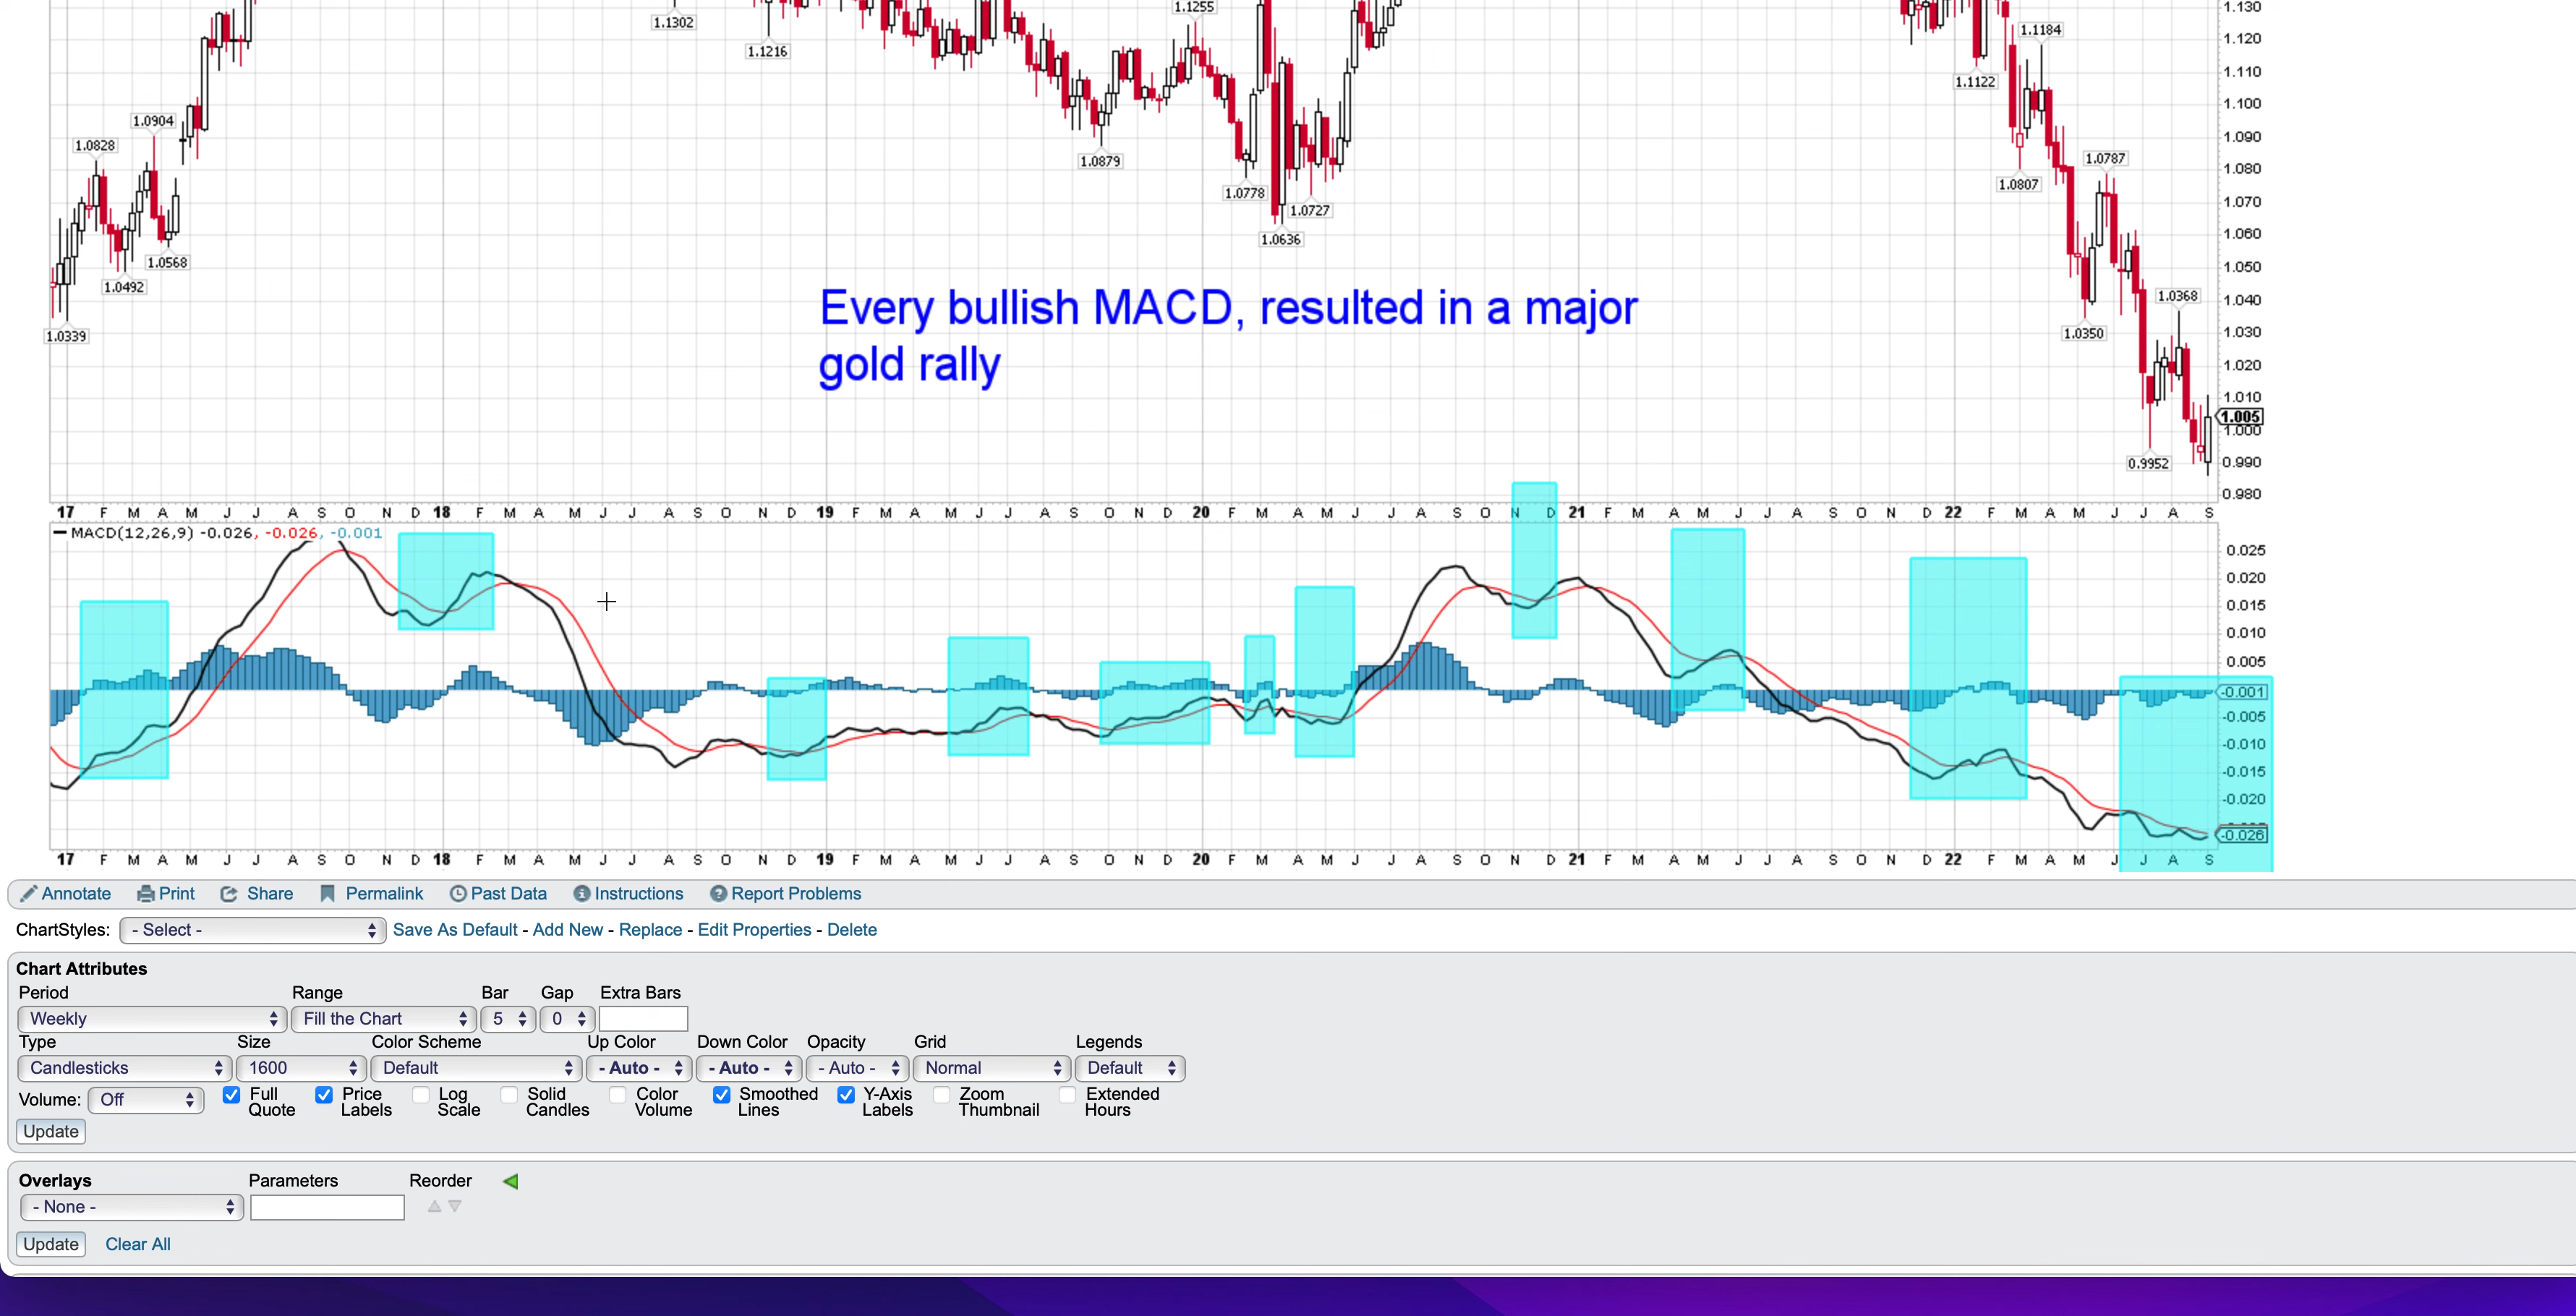 1.130
1.1302
1.1255
1.1216
1.120
1.1184
1.110
1.1122
1.100
1.0904
1.090
1.0828
1.0879
1.0787
1.080
1.0778
1.0807
1.070
1.0727
1.060
1.0636
1.0568
1.050
1.0492
1.040
1.0368
1.0339
1.0350
1.030
Every bullish MACD, resulted in a major
gold rally
1.020
1.010
1.005
1.000
0.9952
0.990
0.980
17 F M A M J J A S O N D 18 F M A M J J A S O N D 19 F M A M J J A S O N D 20 F M A M J J A S O N D 21 F M A M J J A S O N D 22 F M A M J J A S
MACD(12,26,9) -0.026, -0.026, -0.001
0.025
0.020
0.015
0.010
0.005
-0.001
-0.005
-0.010
-0.015
-0.020
-0.026
17 F M A M J J A S O N D 18 F M A M J J A S O N D 19 F M A M J J A S O N D 20 F M A M J J A S O N D 21 F M A M J J A S O N D 22 F M A M J J A S
Annotate Print Share Permalink Past Data Instructions Report Problems
ChartStyles: - Select - Save As Default - Add New - Replace - Edit Properties - Delete
Chart Attributes
Period Range Bar Gap Extra Bars
Weekly Fill the Chart 5 0
Type Size Color Scheme Up Color Down Color Opacity Grid Legends
Candlesticks 1600 Default - Auto - - Auto - - Auto - Normal Default
Volume: Off Full Quote Price Labels Log Scale Solid Candles Color Volume Smoothed Lines Y-Axis Labels Zoom Thumbnail Extended Hours
Update
Overlays Parameters Reorder
- None -
Update Clear All